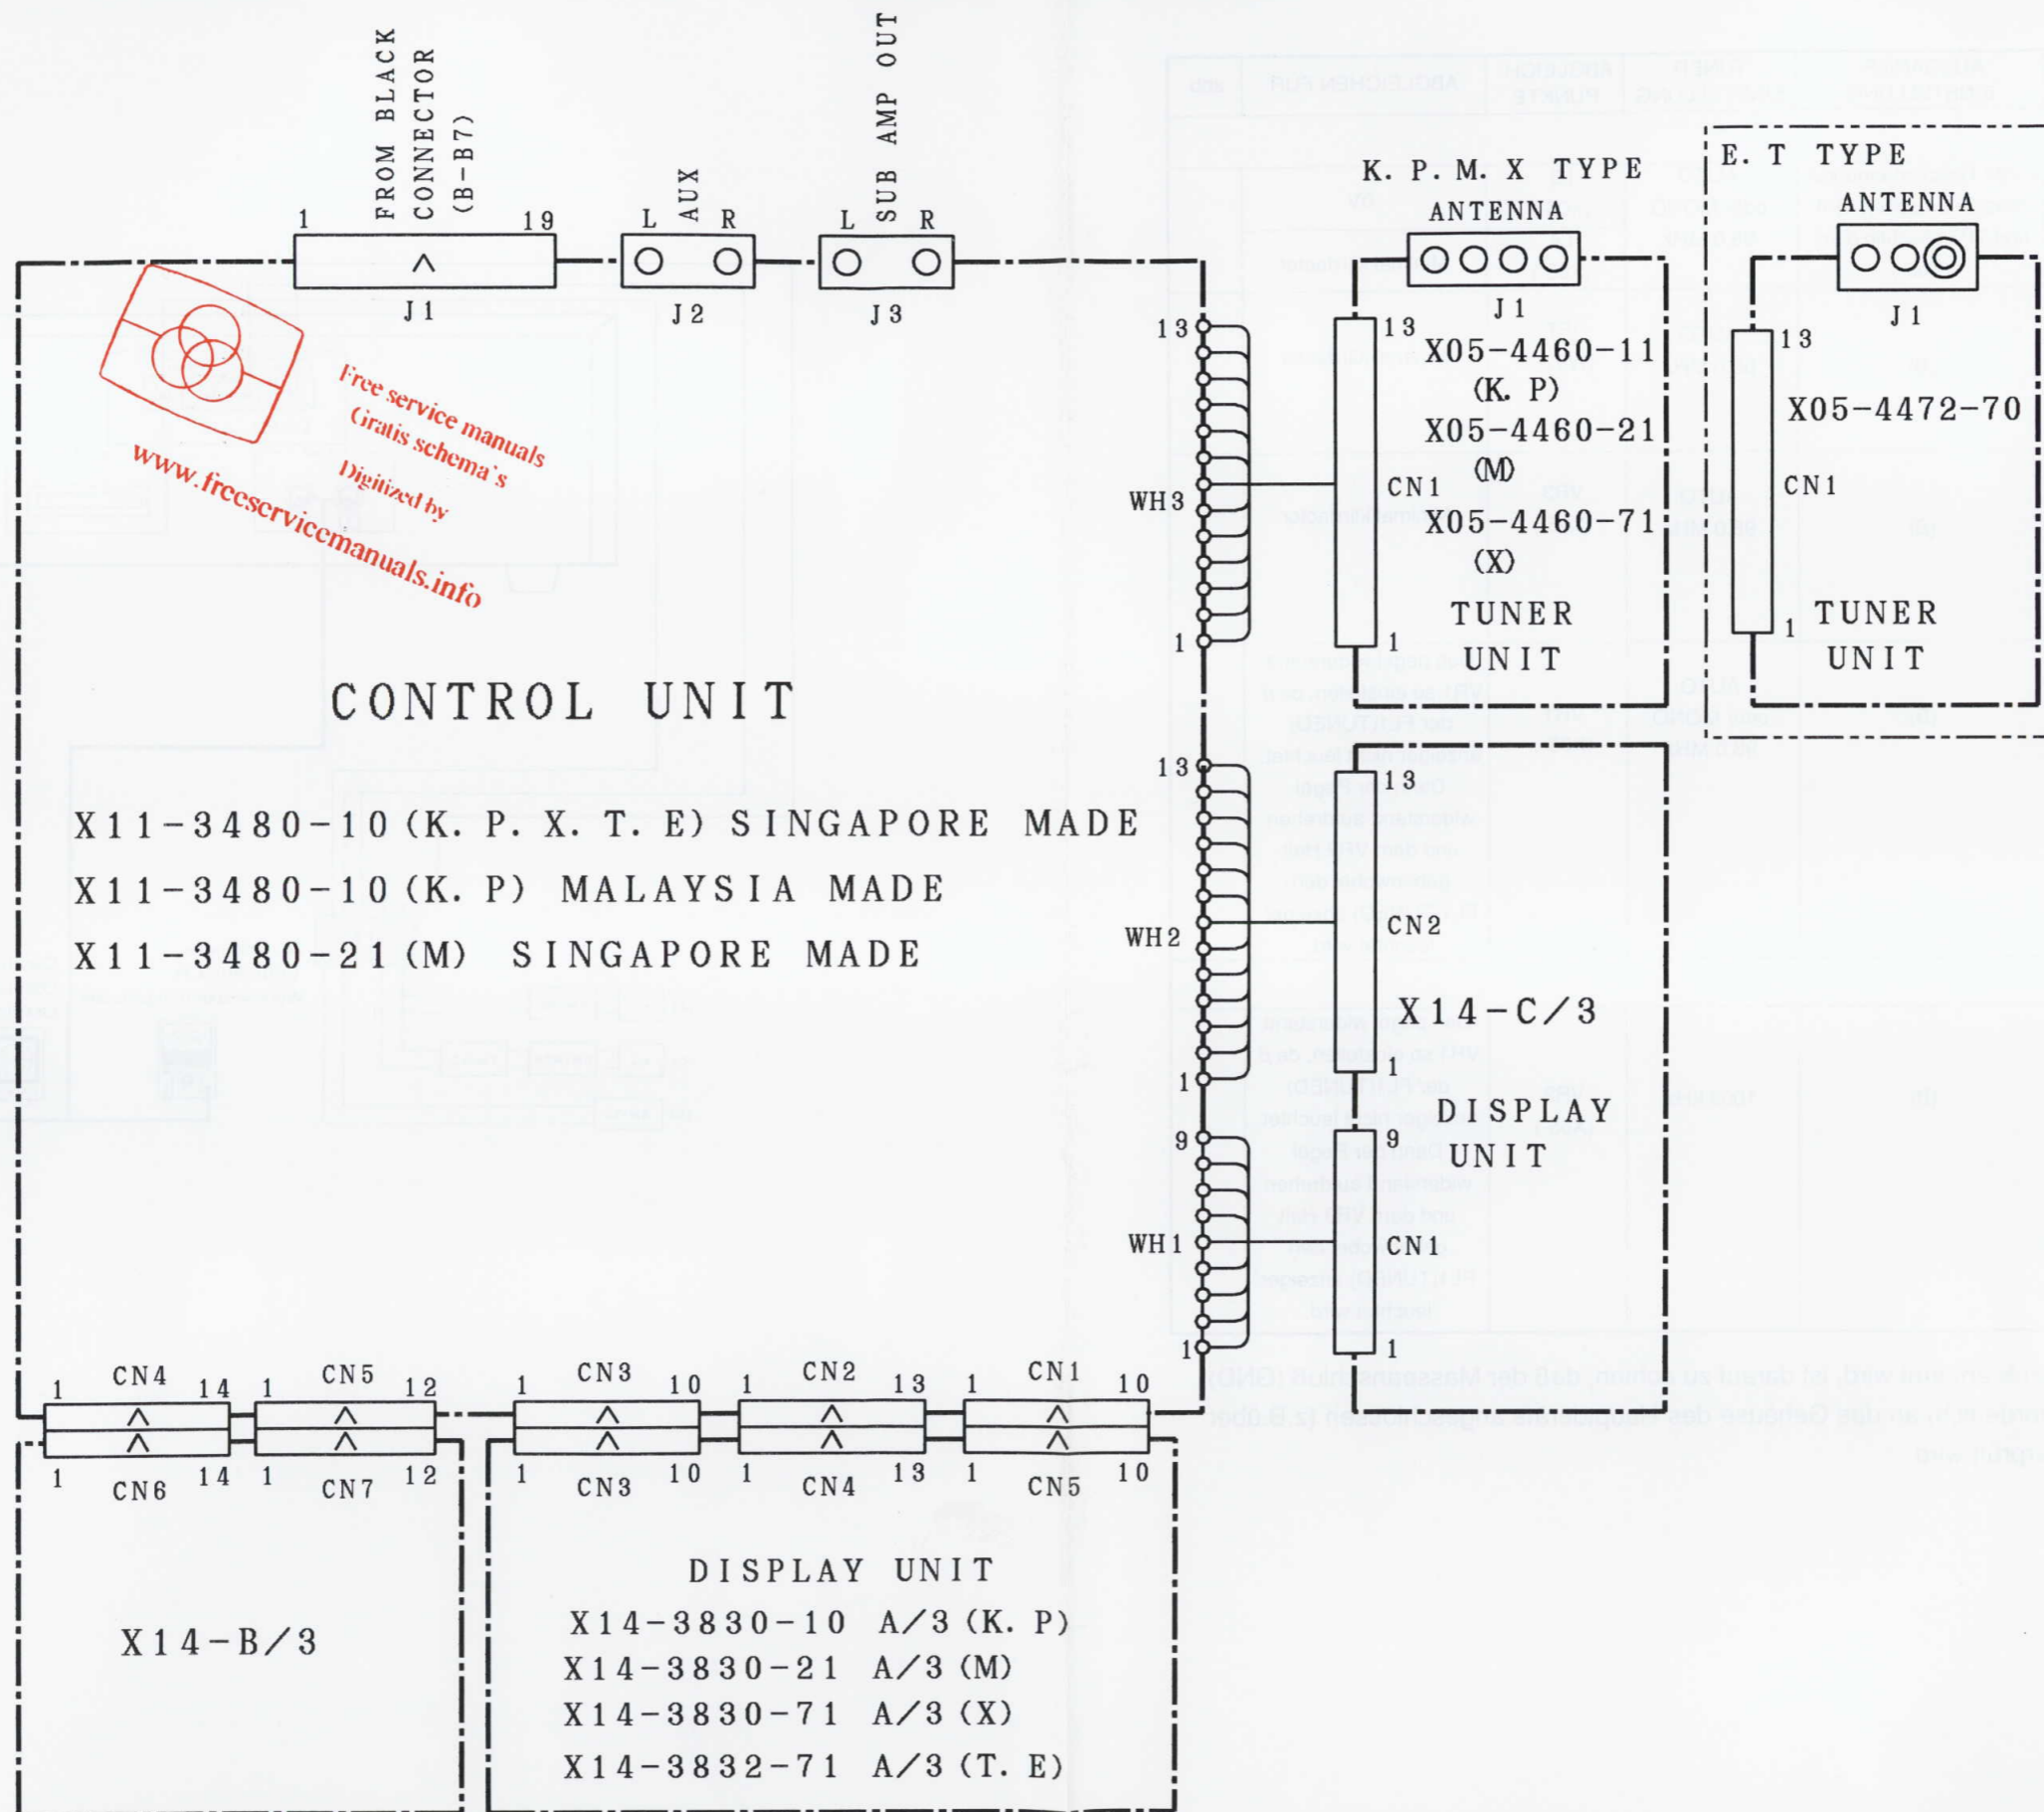 FROM BLACK
CONNECTOR
(B-B7)
1 19
J1
AUX
L R
J2
SUB AMP OUT
L R
J3
K. P. M. X TYPE
ANTENNA
J1
13
X05-4460-11
(K. P)
X05-4460-21
(M)
CN1
X05-4460-71
(X)
TUNER
1
UNIT
E. T TYPE
ANTENNA
J1
13
X05-4472-70
CN1
1 TUNER
UNIT
13
WH3
1
Free service manuals
Gratis schema's
Digitized by
www.freeservicemanuals.info
CONTROL UNIT
X11-3480-10 (K. P. X. T. E) SINGAPORE MADE
X11-3480-10 (K. P) MALAYSIA MADE
X11-3480-21 (M) SINGAPORE MADE
13
WH2
1
13
CN2
X14-C/3
1
DISPLAY
UNIT
9
WH1
1
9
CN1
1
1 CN4 14 1 CN5 12 1 CN3 10 1 CN2 13 1 CN1 10
1 CN6 14 1 CN7 12 1 CN3 10 1 CN4 13 1 CN5 10
X14-B/3
DISPLAY UNIT
X14-3830-10 A/3 (K. P)
X14-3830-21 A/3 (M)
X14-3830-71 A/3 (X)
X14-3832-71 A/3 (T. E)